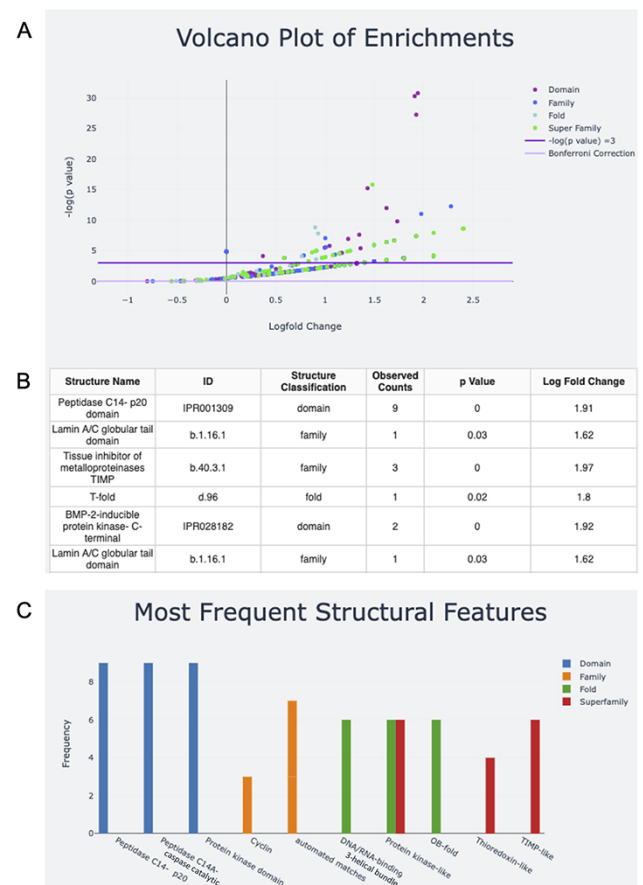 A
Volcano Plot of Enrichments
30
25
20
15
10
5
0
-log(p value)
−1
−0.5
0
0.5
1
1.5
2
2.5
Logfold Change
Domain
Family
Fold
Super Family
-log(p value) =3
Bonferroni Correction
B
Structure Name ID Structure Classification Observed Counts p Value Log Fold Change
Peptidase C14- p20 domain IPR001309 domain 9 0 1.91
Lamin A/C globular tail domain b.1.16.1 family 1 0.03 1.62
Tissue inhibitor of metalloproteinases TIMP b.40.3.1 family 3 0 1.97
T-fold d.96 fold 1 0.02 1.8
BMP-2-inducible protein kinase- C-terminal IPR028182 domain 2 0 1.92
Lamin A/C globular tail domain b.1.16.1 family 1 0.03 1.62
C
Most Frequent Structural Features
8
6
4
2
0
Frequency
Domain
Family
Fold
Superfamily
Peptidase C14- p20
Peptidase C14A-
caspase catalytic
Protein kinase domain
Cyclin
automated matches
DNA/RNA-binding
3-helical bundle
Protein kinase-like
OB-fold
Thioredoxin-like
TIMP-like